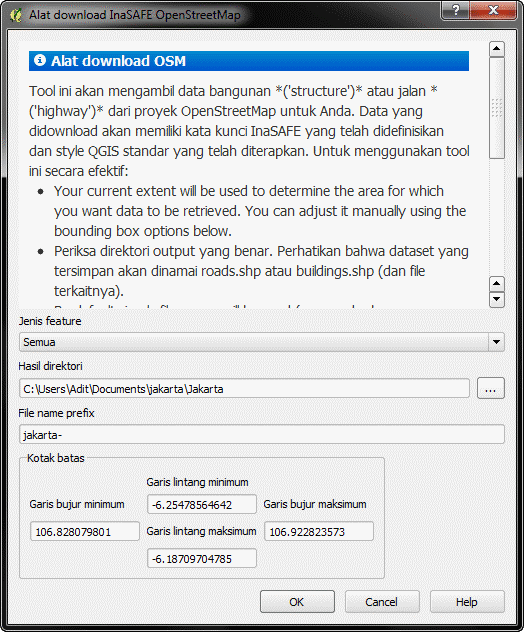 Alat download InaSAFE OpenStreetMap
Alat download OSM
Tool ini akan mengambil data bangunan *('structure')* atau jalan *
('highway')* dari proyek OpenStreetMap untuk Anda. Data yang
didownload akan memiliki kata kunci InaSAFE yang telah didefinisikan
dan style QGIS standar yang telah diterapkan. Untuk menggunakan tool
ini secara efektif:
• Your current extent will be used to determine the area for which
you want data to be retrieved. You can adjust it manually using the
bounding box options below.
• Periksa direktori output yang benar. Perhatikan bahwa dataset yang
tersimpan akan dinamai roads.shp atau buildings.shp (dan file
terkaitnya).
Jenis feature
Semua
Hasil direktori
C:\Users\Adit\Documents\jakarta\Jakarta
...
File name prefix
jakarta-
Kotak batas
Garis lintang minimum
Garis bujur minimum
-6.25478564642
Garis bujur maksimum
106.828079801
Garis lintang maksimum
106.922823573
-6.18709704785
OK
Cancel
Help